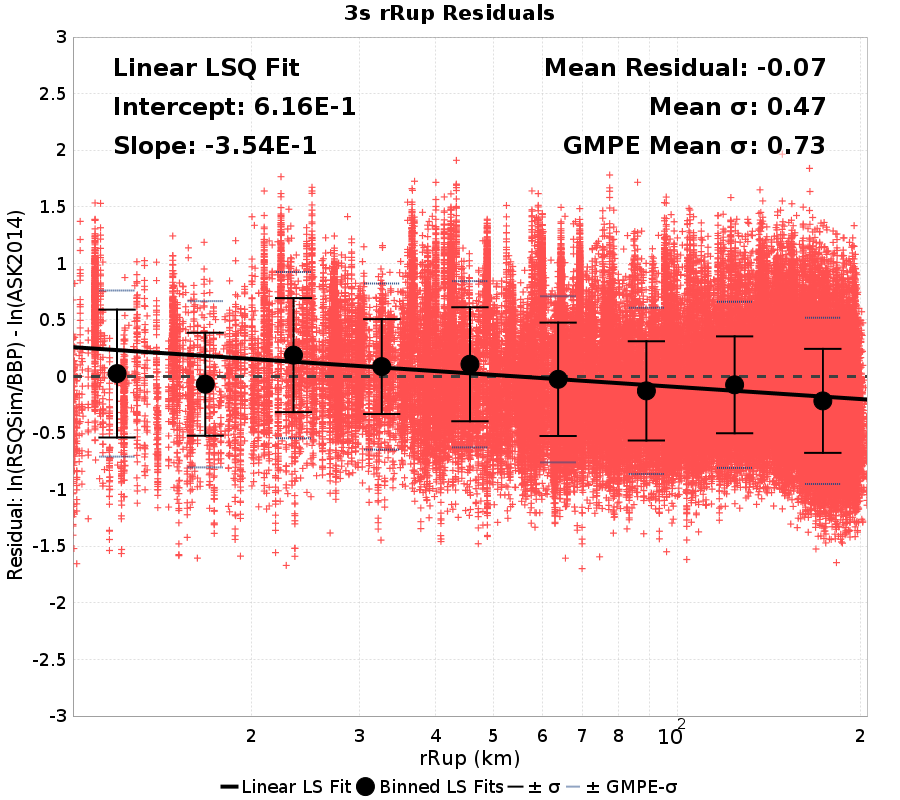 3s rRup Residuals
Linear LSQ Fit
Intercept: 6.16E-1
Slope: -3.54E-1
Mean Residual: -0.07
Mean σ: 0.47
GMPE Mean σ: 0.73
Residual: ln(RSQSim/BBP) - ln(ASK2014)
3
2.5
2
1.5
1
0.5
0
-0.5
-1
-1.5
-2
-2.5
-3
2 3 4 5 6 7 8 10² 2
rRup (km)
Linear LS Fit Binned LS Fits ± σ ± GMPE-σ